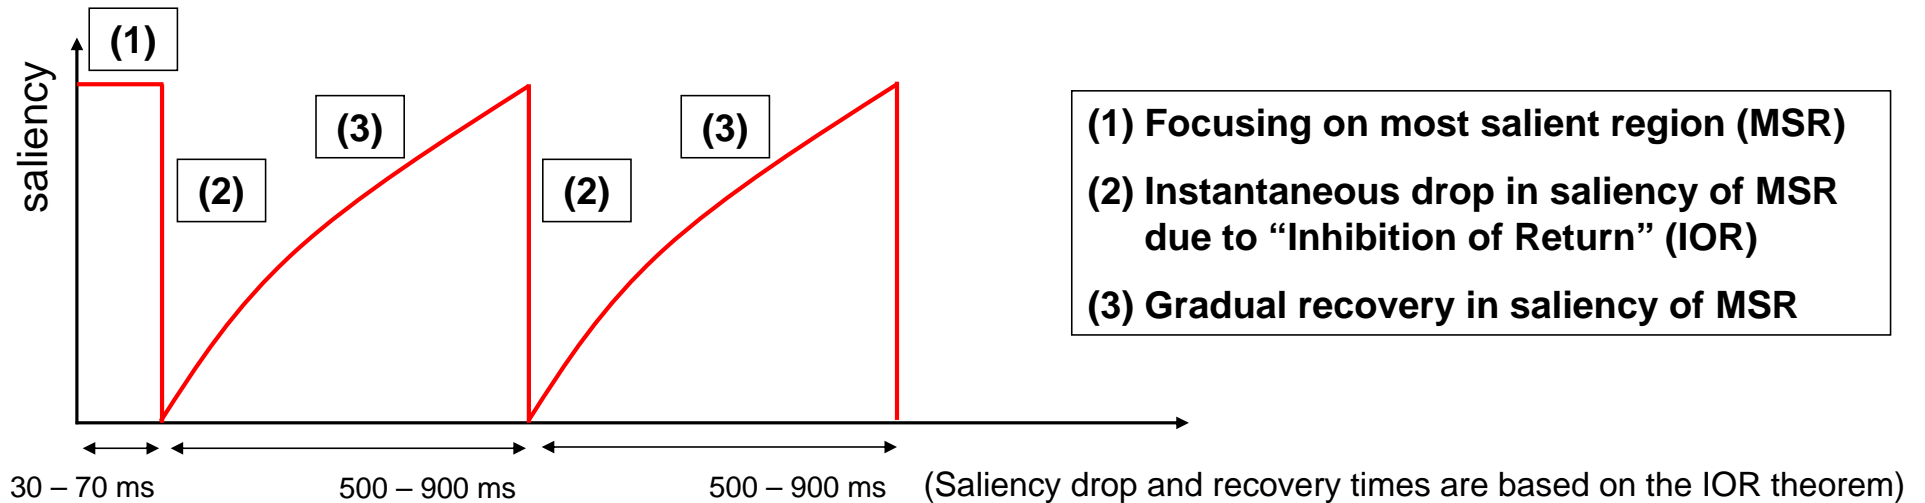 (1)
saliency
(2)
(3)
(2)
(3)
(1) Focusing on most salient region (MSR)
(2) Instantaneous drop in saliency of MSR
due to “Inhibition of Return” (IOR)
(3) Gradual recovery in saliency of MSR
30 – 70 ms
500 – 900 ms
500 – 900 ms
(Saliency drop and recovery times are based on the IOR theorem)